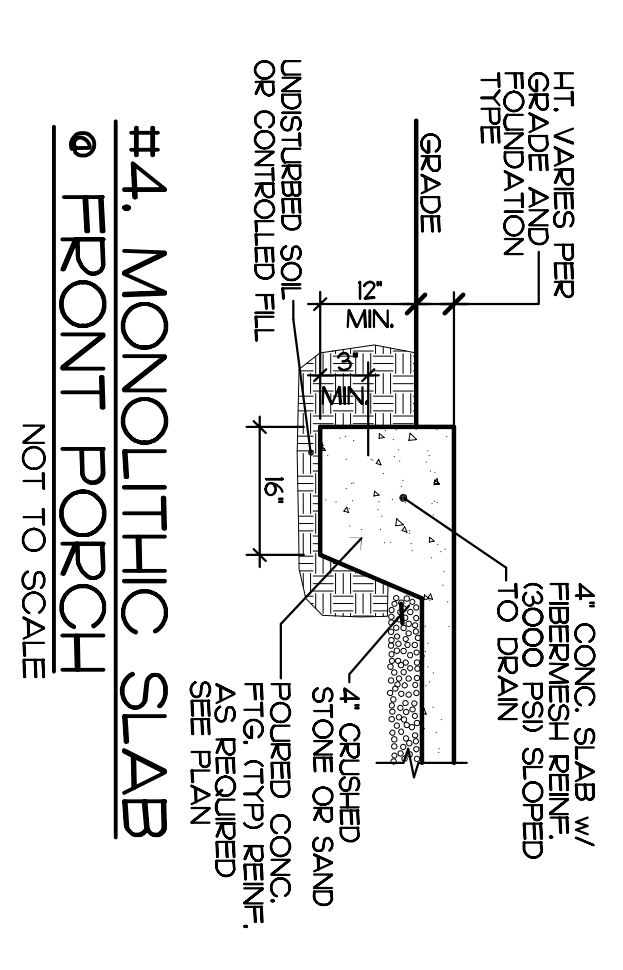 HT. VARIES PER
GRADE AND
FOUNDATION
TYPE
GRADE
12"
MIN.
3"
MIN.
UNDISTURBED SOIL
OR CONTROLLED FILL
16"
4" CONC. SLAB w/
FIBERMESH REINF.
(3000 PSI) SLOPED
TO DRAIN
4" CRUSHED
STONE OR SAND
POURED CONC.
FTG. (TYP) REINF.
AS REQUIRED
SEE PLAN
#4. MONOLITHIC SLAB
@ FRONT PORCH
NOT TO SCALE